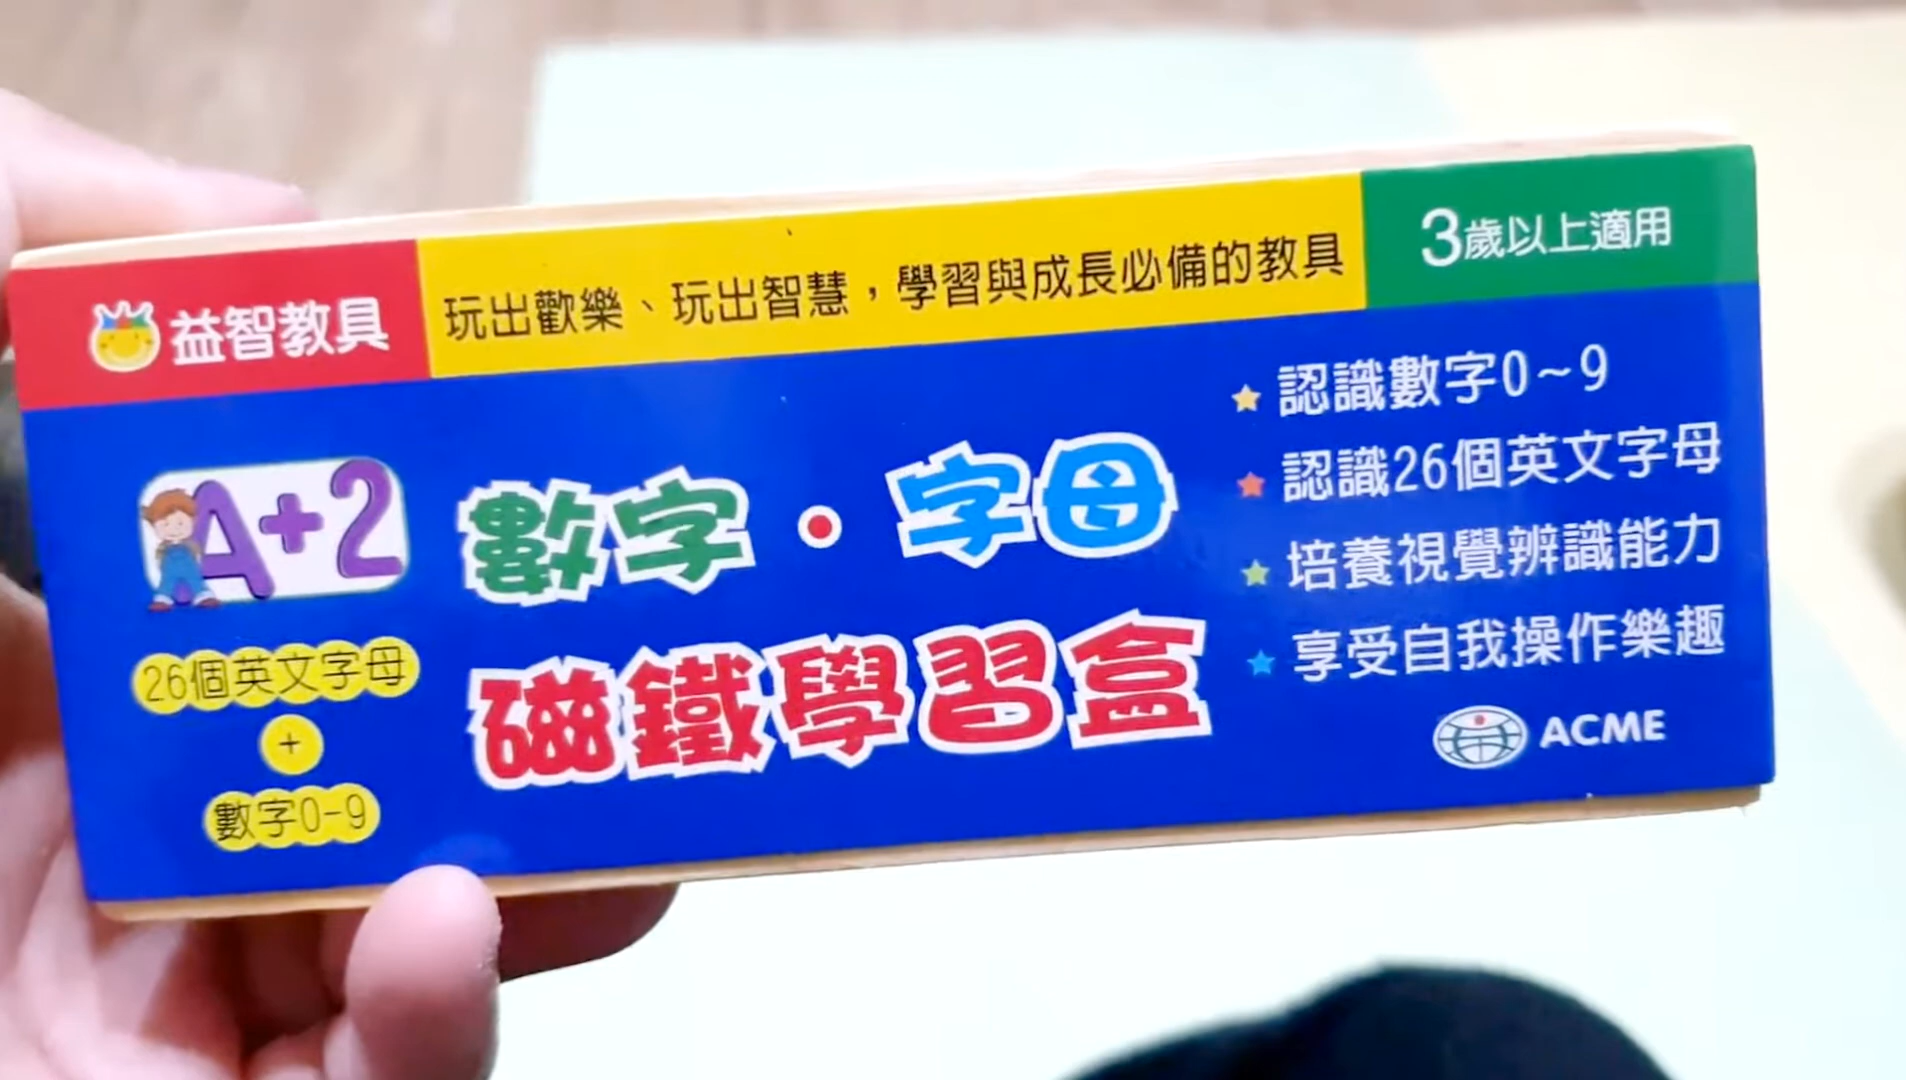 益智教具
玩出歡樂、玩出智慧，學習與成長必備的教具
3歲以上適用
A+2
26個英文字母
+
數字0-9
數字•字母
磁鐵學習盒
認識數字0~9
認識26個英文字母
培養視覺辨識能力
享受自我操作樂趣
ACME